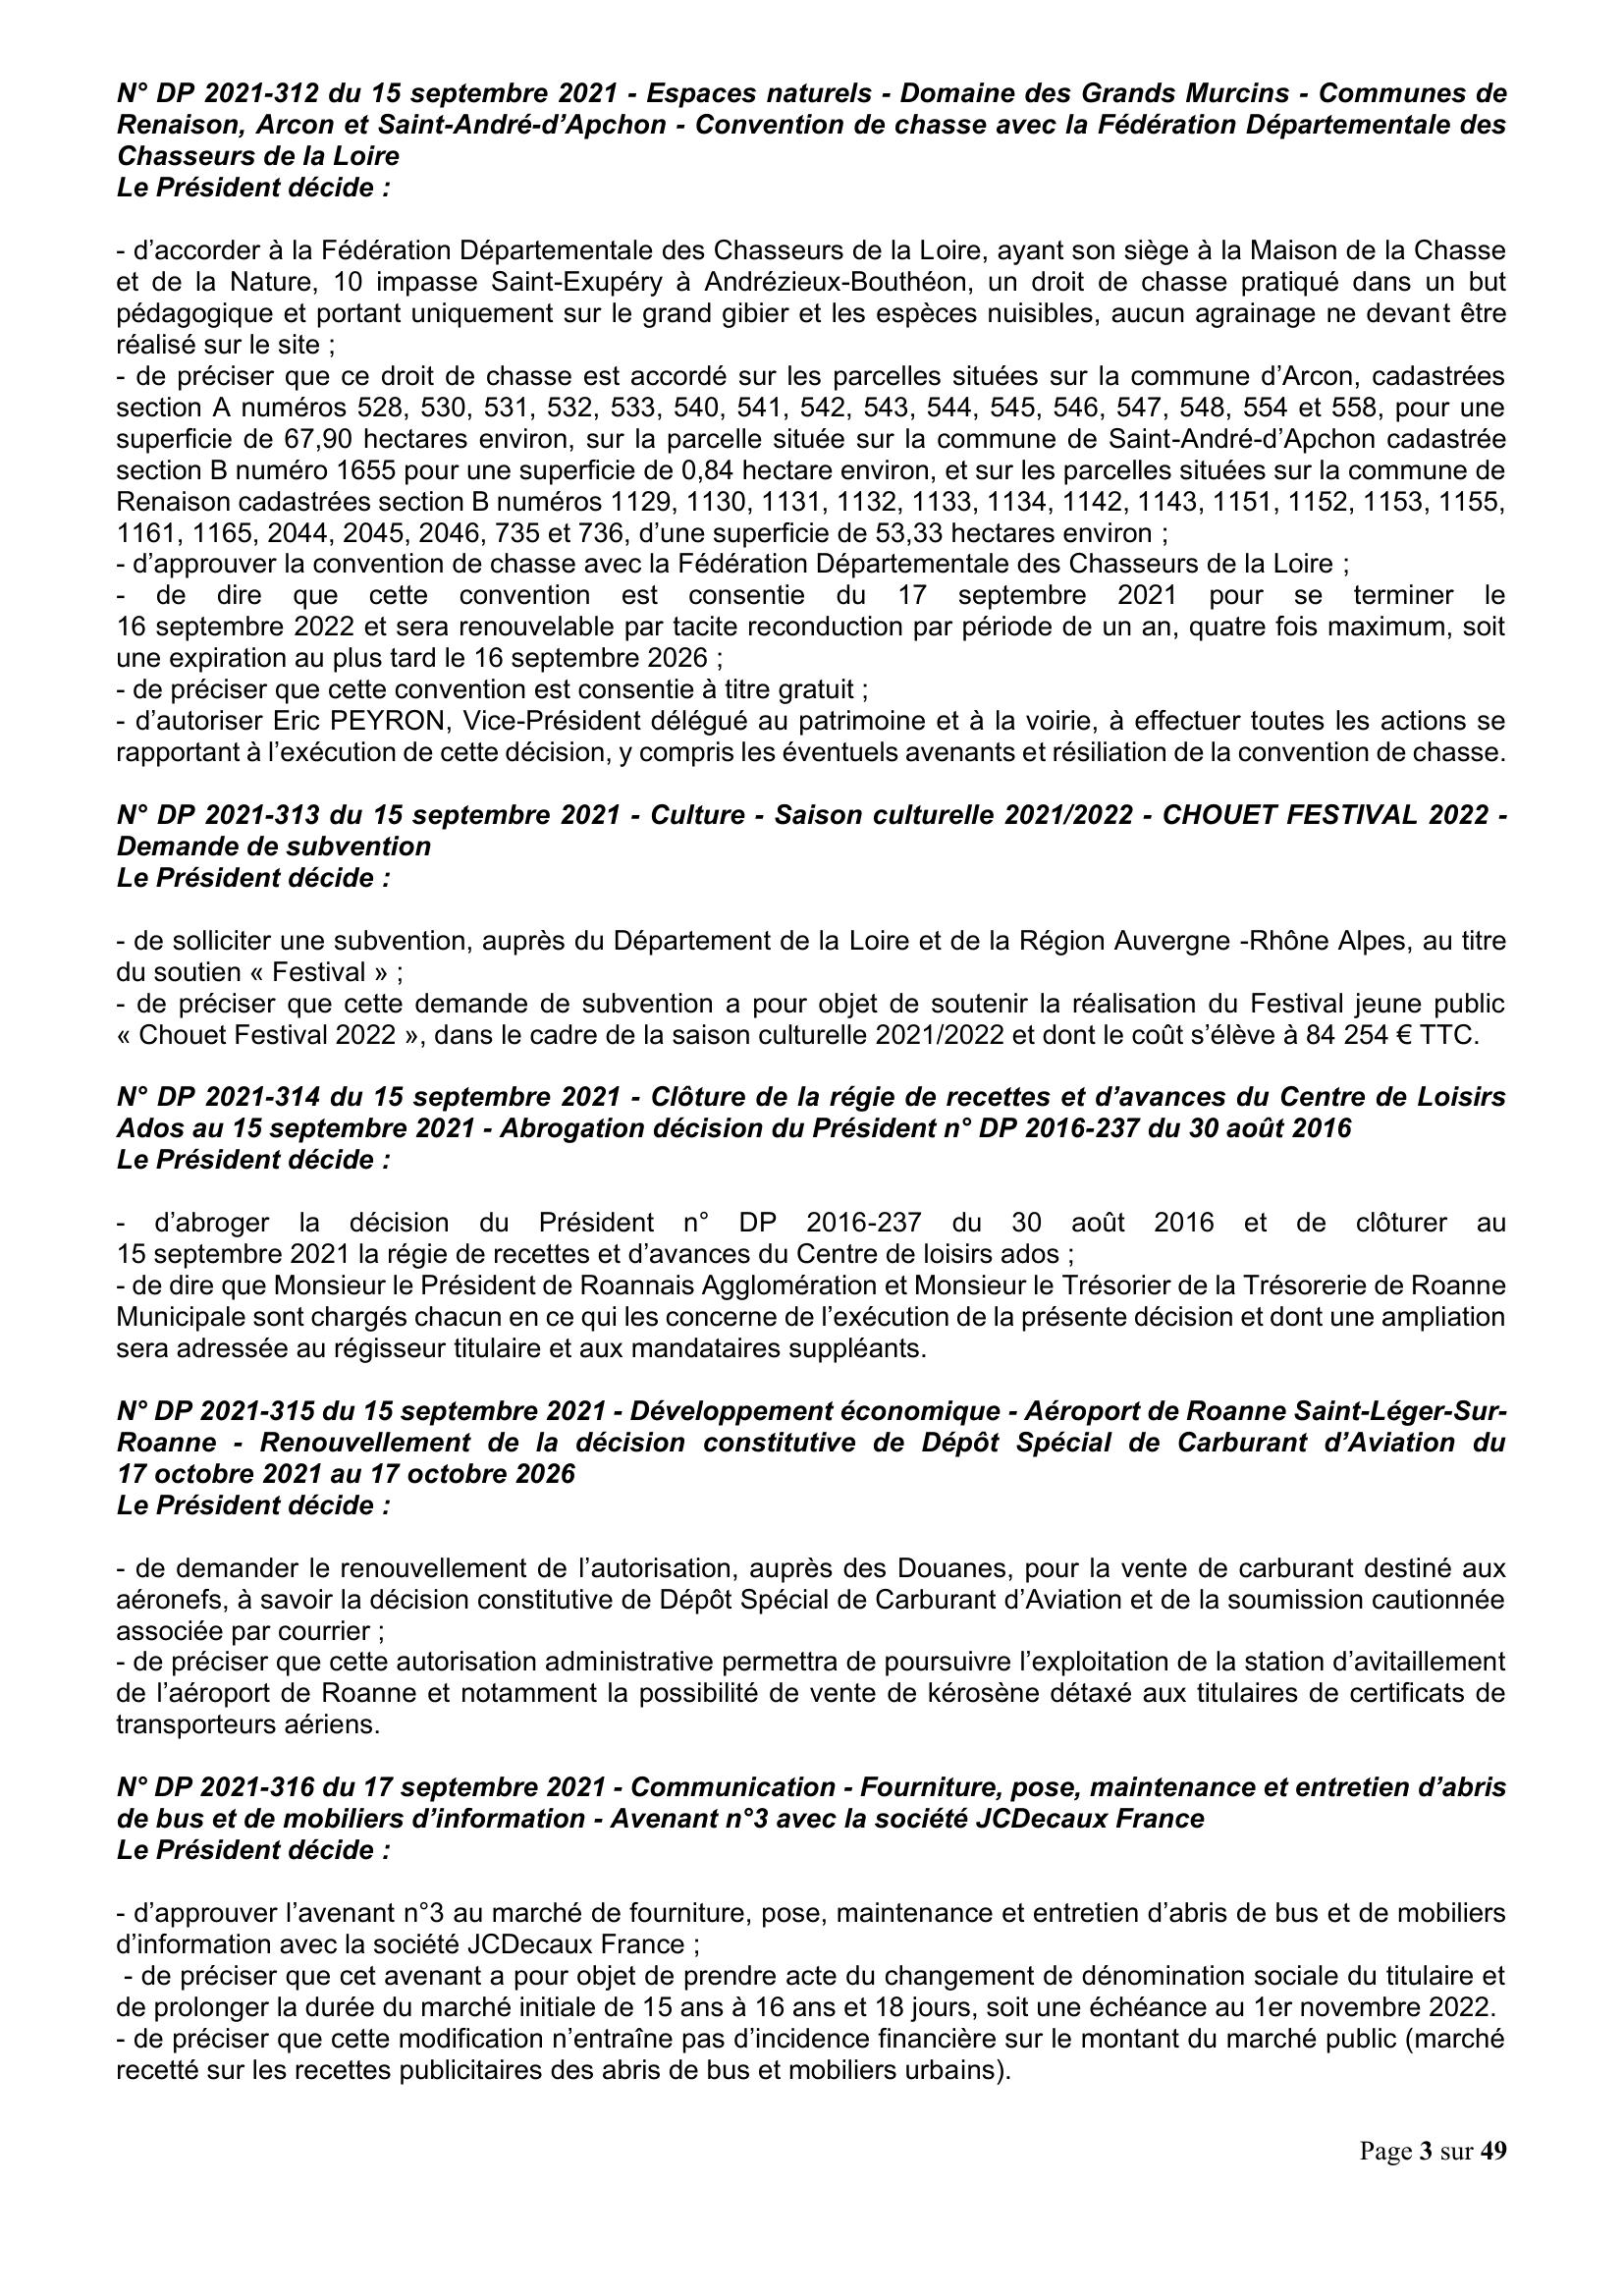 N° DP 2021-312 du 15 septembre 2021 - Espaces naturels - Domaine des Grands Murcins - Communes de
Renaison, Arcon et Saint-André-d’Apchon - Convention de chasse avec la Fédération Départementale des
Chasseurs de la Loire
Le Président décide :
- d’accorder à la Fédération Départementale des Chasseurs de la Loire, ayant son siège à la Maison de la Chasse
et de la Nature, 10 impasse Saint-Exupéry à Andrézieux-Bouthéon, un droit de chasse pratiqué dans un but
pédagogique et portant uniquement sur le grand gibier et les espèces nuisibles, aucun agrainage ne devant être
réalisé sur le site ;
- de préciser que ce droit de chasse est accordé sur les parcelles situées sur la commune d’Arcon, cadastrées
section A numéros 528, 530, 531, 532, 533, 540, 541, 542, 543, 544, 545, 546, 547, 548, 554 et 558, pour une
superficie de 67,90 hectares environ, sur la parcelle située sur la commune de Saint-André-d’Apchon cadastrée
section B numéro 1655 pour une superficie de 0,84 hectare environ, et sur les parcelles situées sur la commune de
Renaison cadastrées section B numéros 1129, 1130, 1131, 1132, 1133, 1134, 1142, 1143, 1151, 1152, 1153, 1155,
1161, 1165, 2044, 2045, 2046, 735 et 736, d’une superficie de 53,33 hectares environ ;
- d’approuver la convention de chasse avec la Fédération Départementale des Chasseurs de la Loire ;
- de dire que cette convention est consentie du 17 septembre 2021 pour se terminer le
16 septembre 2022 et sera renouvelable par tacite reconduction par période de un an, quatre fois maximum, soit
une expiration au plus tard le 16 septembre 2026 ;
- de préciser que cette convention est consentie à titre gratuit ;
- d’autoriser Eric PEYRON, Vice-Président délégué au patrimoine et à la voirie, à effectuer toutes les actions se
rapportant à l’exécution de cette décision, y compris les éventuels avenants et résiliation de la convention de chasse.
N° DP 2021-313 du 15 septembre 2021 - Culture - Saison culturelle 2021/2022 - CHOUET FESTIVAL 2022 -
Demande de subvention
Le Président décide :
- de solliciter une subvention, auprès du Département de la Loire et de la Région Auvergne -Rhône Alpes, au titre
du soutien « Festival » ;
- de préciser que cette demande de subvention a pour objet de soutenir la réalisation du Festival jeune public
« Chouet Festival 2022 », dans le cadre de la saison culturelle 2021/2022 et dont le coût s’élève à 84 254 € TTC.
N° DP 2021-314 du 15 septembre 2021 - Clôture de la régie de recettes et d’avances du Centre de Loisirs
Ados au 15 septembre 2021 - Abrogation décision du Président n° DP 2016-237 du 30 août 2016
Le Président décide :
- d’abroger la décision du Président n° DP 2016-237 du 30 août 2016 et de clôturer au
15 septembre 2021 la régie de recettes et d’avances du Centre de loisirs ados ;
- de dire que Monsieur le Président de Roannais Agglomération et Monsieur le Trésorier de la Trésorerie de Roanne
Municipale sont chargés chacun en ce qui les concerne de l’exécution de la présente décision et dont une ampliation
sera adressée au régisseur titulaire et aux mandataires suppléants.
N° DP 2021-315 du 15 septembre 2021 - Développement économique - Aéroport de Roanne Saint-Léger-Sur-
Roanne - Renouvellement de la décision constitutive de Dépôt Spécial de Carburant d’Aviation du
17 octobre 2021 au 17 octobre 2026
Le Président décide :
- de demander le renouvellement de l’autorisation, auprès des Douanes, pour la vente de carburant destiné aux
aéronefs, à savoir la décision constitutive de Dépôt Spécial de Carburant d’Aviation et de la soumission cautionnée
associée par courrier ;
- de préciser que cette autorisation administrative permettra de poursuivre l’exploitation de la station d’avitaillement
de l’aéroport de Roanne et notamment la possibilité de vente de kérosène détaxé aux titulaires de certificats de
transporteurs aériens.
N° DP 2021-316 du 17 septembre 2021 - Communication - Fourniture, pose, maintenance et entretien d’abris
de bus et de mobiliers d’information - Avenant n°3 avec la société JCDecaux France
Le Président décide :
- d’approuver l’avenant n°3 au marché de fourniture, pose, maintenance et entretien d’abris de bus et de mobiliers
d’information avec la société JCDecaux France ;
- de préciser que cet avenant a pour objet de prendre acte du changement de dénomination sociale du titulaire et
de prolonger la durée du marché initiale de 15 ans à 16 ans et 18 jours, soit une échéance au 1er novembre 2022.
- de préciser que cette modification n’entraîne pas d’incidence financière sur le montant du marché public (marché
recetté sur les recettes publicitaires des abris de bus et mobiliers urbains).
Page 3 sur 49